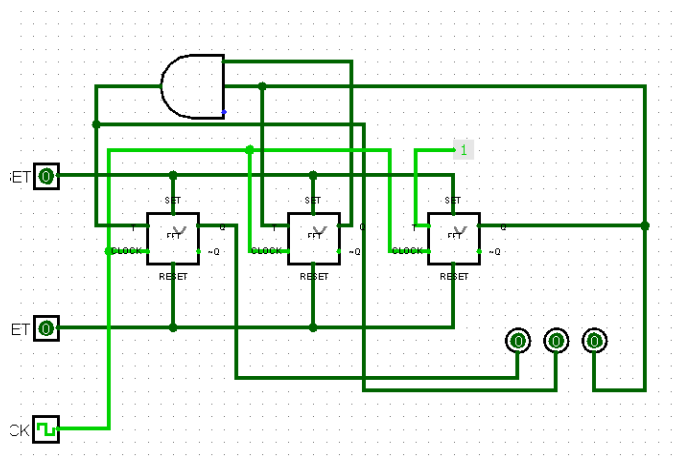 1
:ET 0
SET SET SET
T Q T Q T Q
FFT FFT FFT
CLOCK ~Q CLOCK ~Q CLOCK ~Q
RESET RESET RESET
ET 0
0 0 0
CK